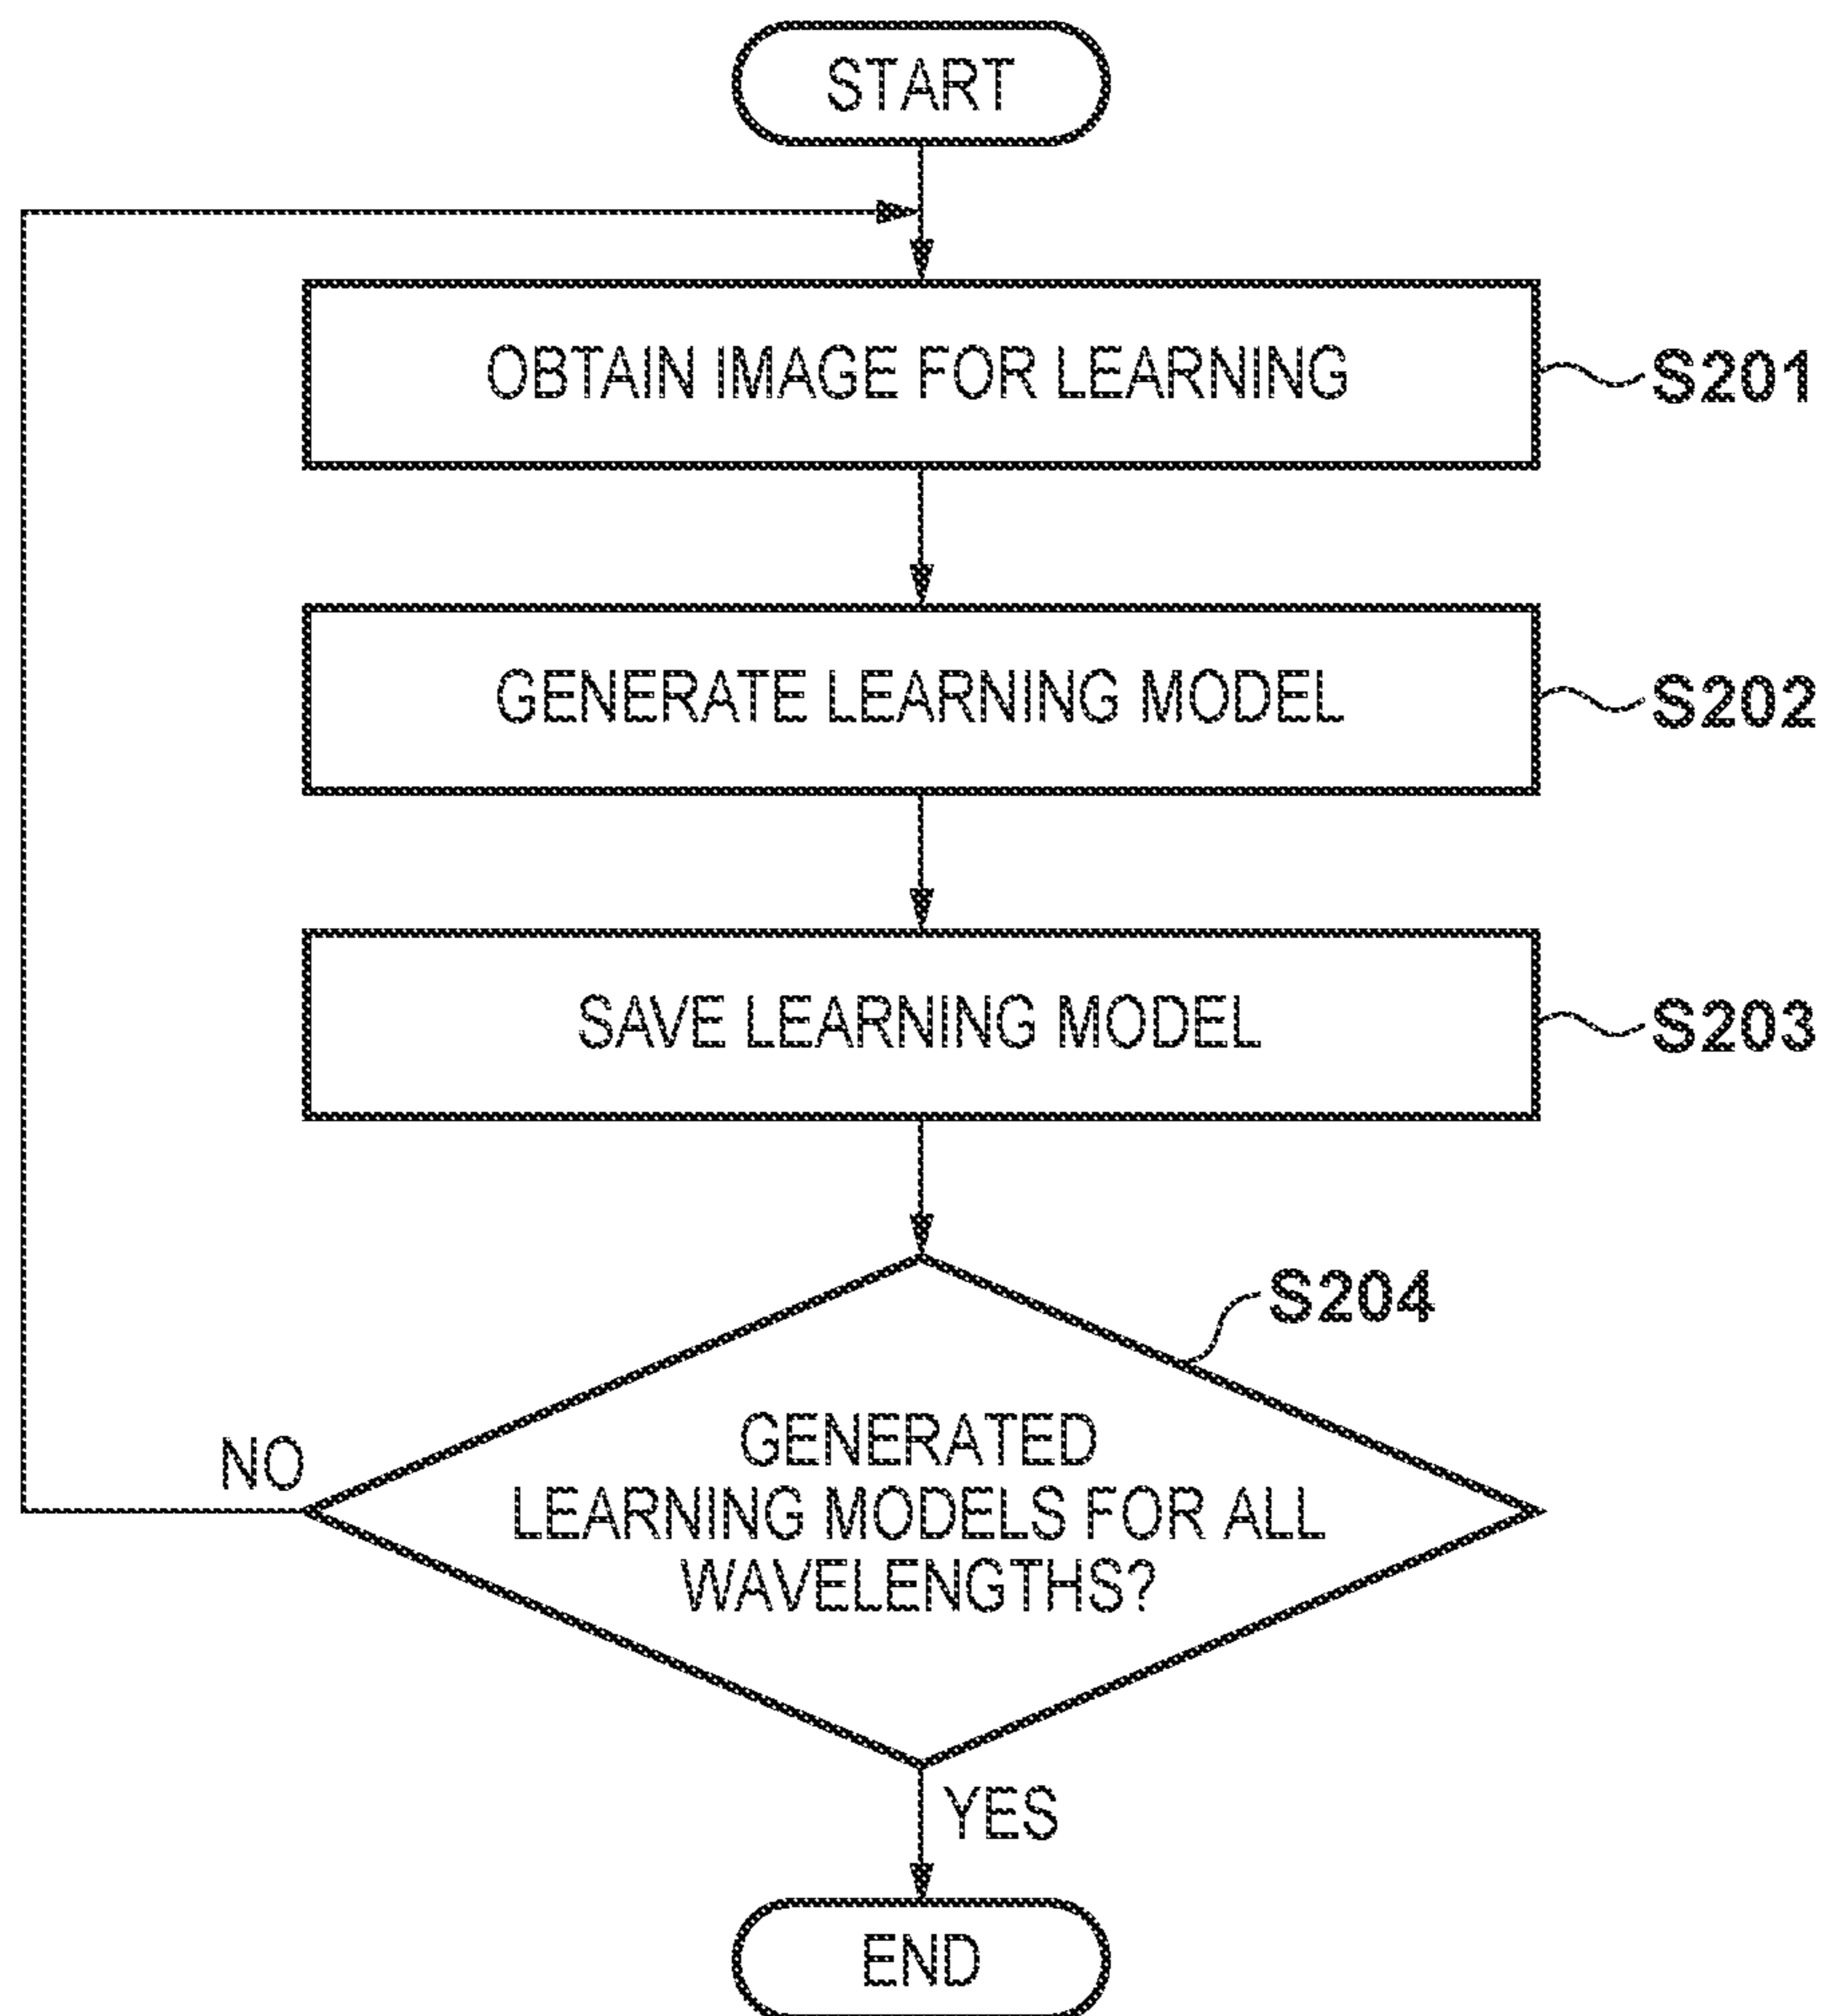 START
OBTAIN IMAGE FOR LEARNING
S201
GENERATE LEARNING MODEL
S202
SAVE LEARNING MODEL
S203
S204
GENERATED
LEARNING MODELS FOR ALL
WAVELENGTHS?
NO
YES
END